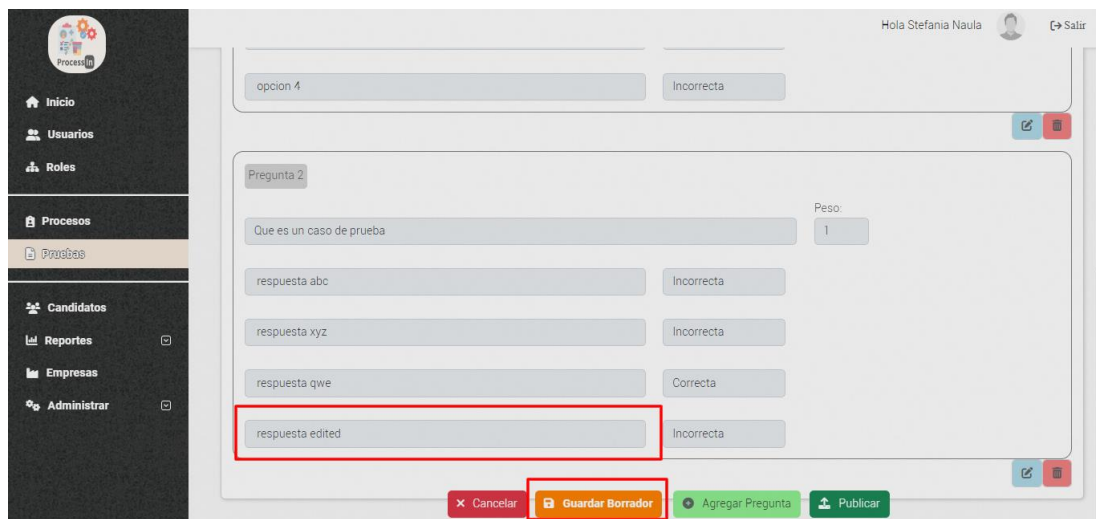 Hola Stefania Naula
Salir
ProcessIn
Inicio
Usuarios
Roles
Procesos
Pruebas
Candidatos
Reportes
Empresas
Administrar
opcion 4 Incorrecta
Pregunta 2
Peso:
Que es un caso de prueba 1
respuesta abc Incorrecta
respuesta xyz Incorrecta
respuesta qwe Correcta
respuesta edited Incorrecta
Cancelar Guardar Borrador Agregar Pregunta Publicar